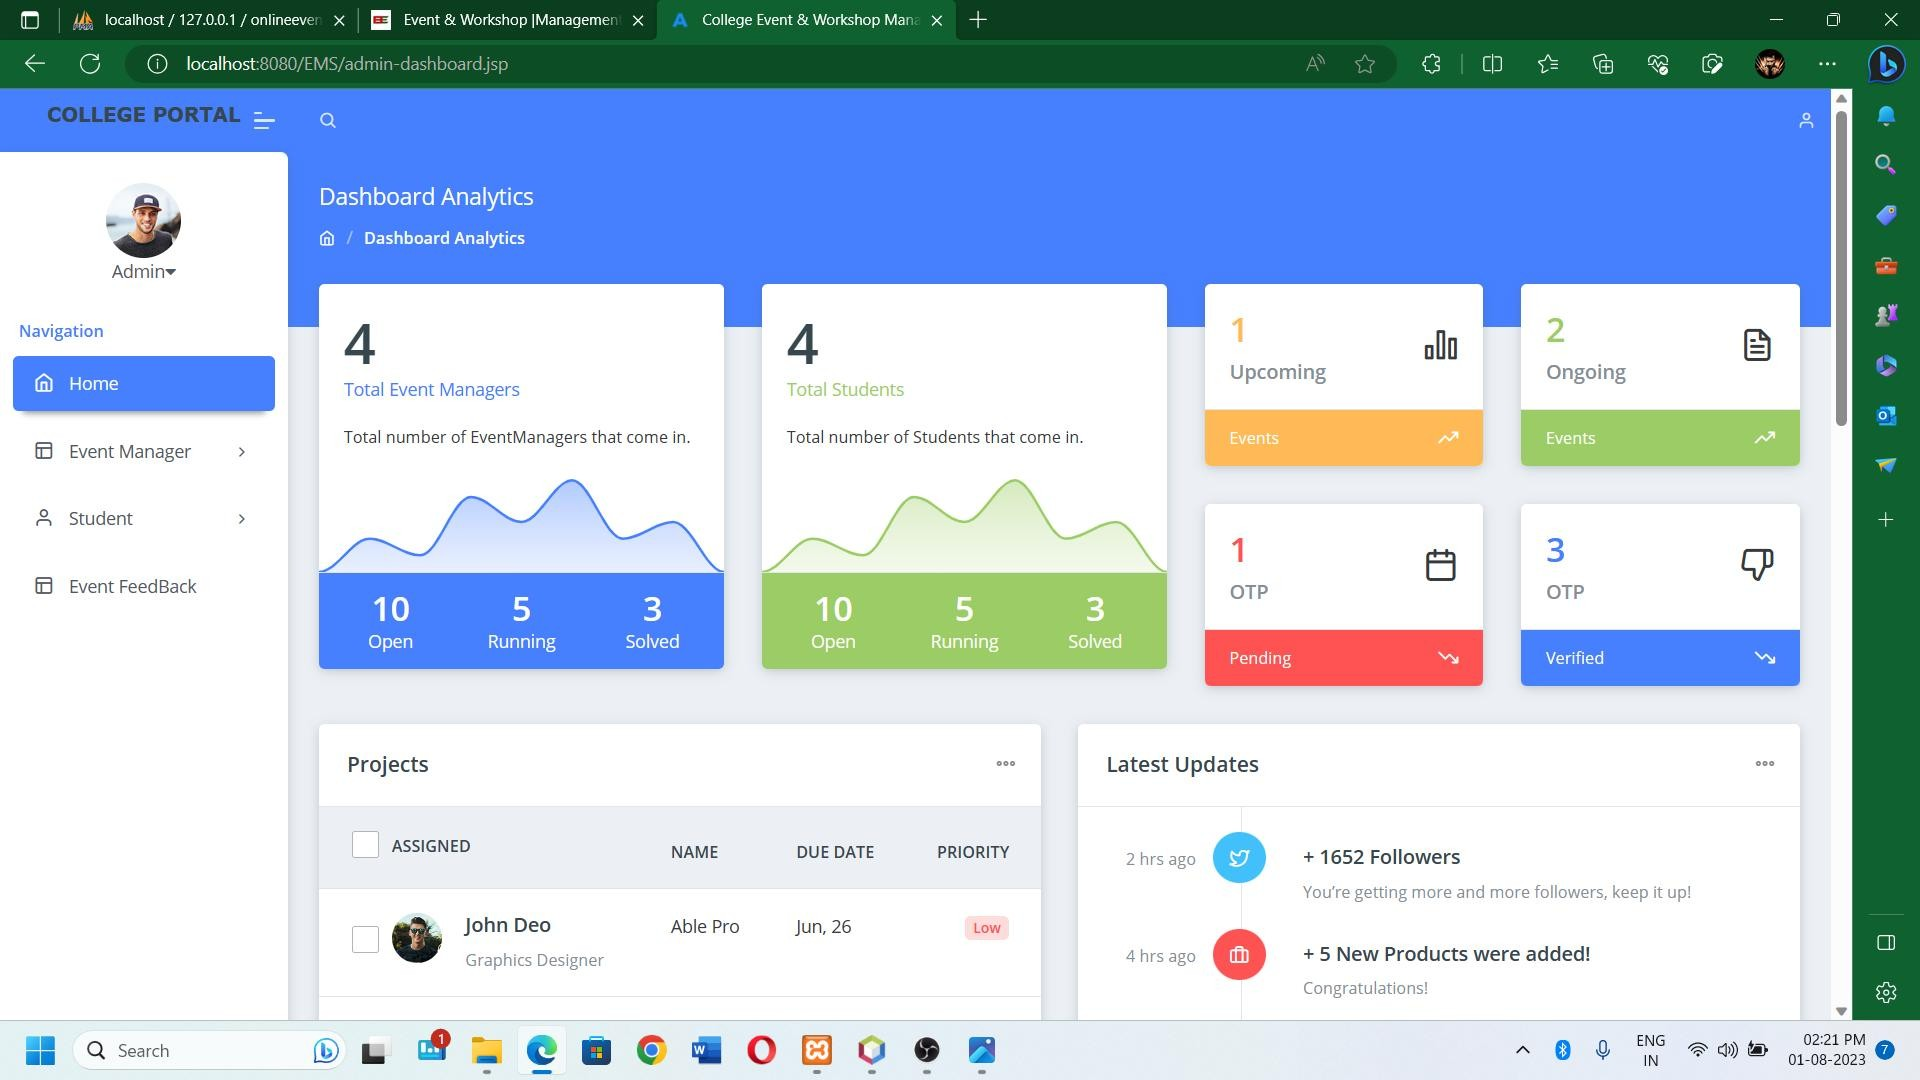 localhost / 127.0.0.1 / onlineeven
Event & Workshop |Management
College Event & Workshop Mana
localhost:8080/EMS/admin-dashboard.jsp
COLLEGE PORTAL
Admin
Navigation
Home
Event Manager
Student
Event FeedBack
Dashboard Analytics
/ Dashboard Analytics
4
Total Event Managers
Total number of EventManagers that come in.
10 5 3
Open Running Solved
4
Total Students
Total number of Students that come in.
10 5 3
Open Running Solved
1
Upcoming
Events
2
Ongoing
Events
1
OTP
Pending
3
OTP
Verified
Projects
ASSIGNED NAME DUE DATE PRIORITY
John Deo Able Pro Jun, 26 Low
Graphics Designer
Latest Updates
2 hrs ago + 1652 Followers
You’re getting more and more followers, keep it up!
4 hrs ago + 5 New Products were added!
Congratulations!
Search
1
ENG
IN
02:21 PM
01-08-2023
7